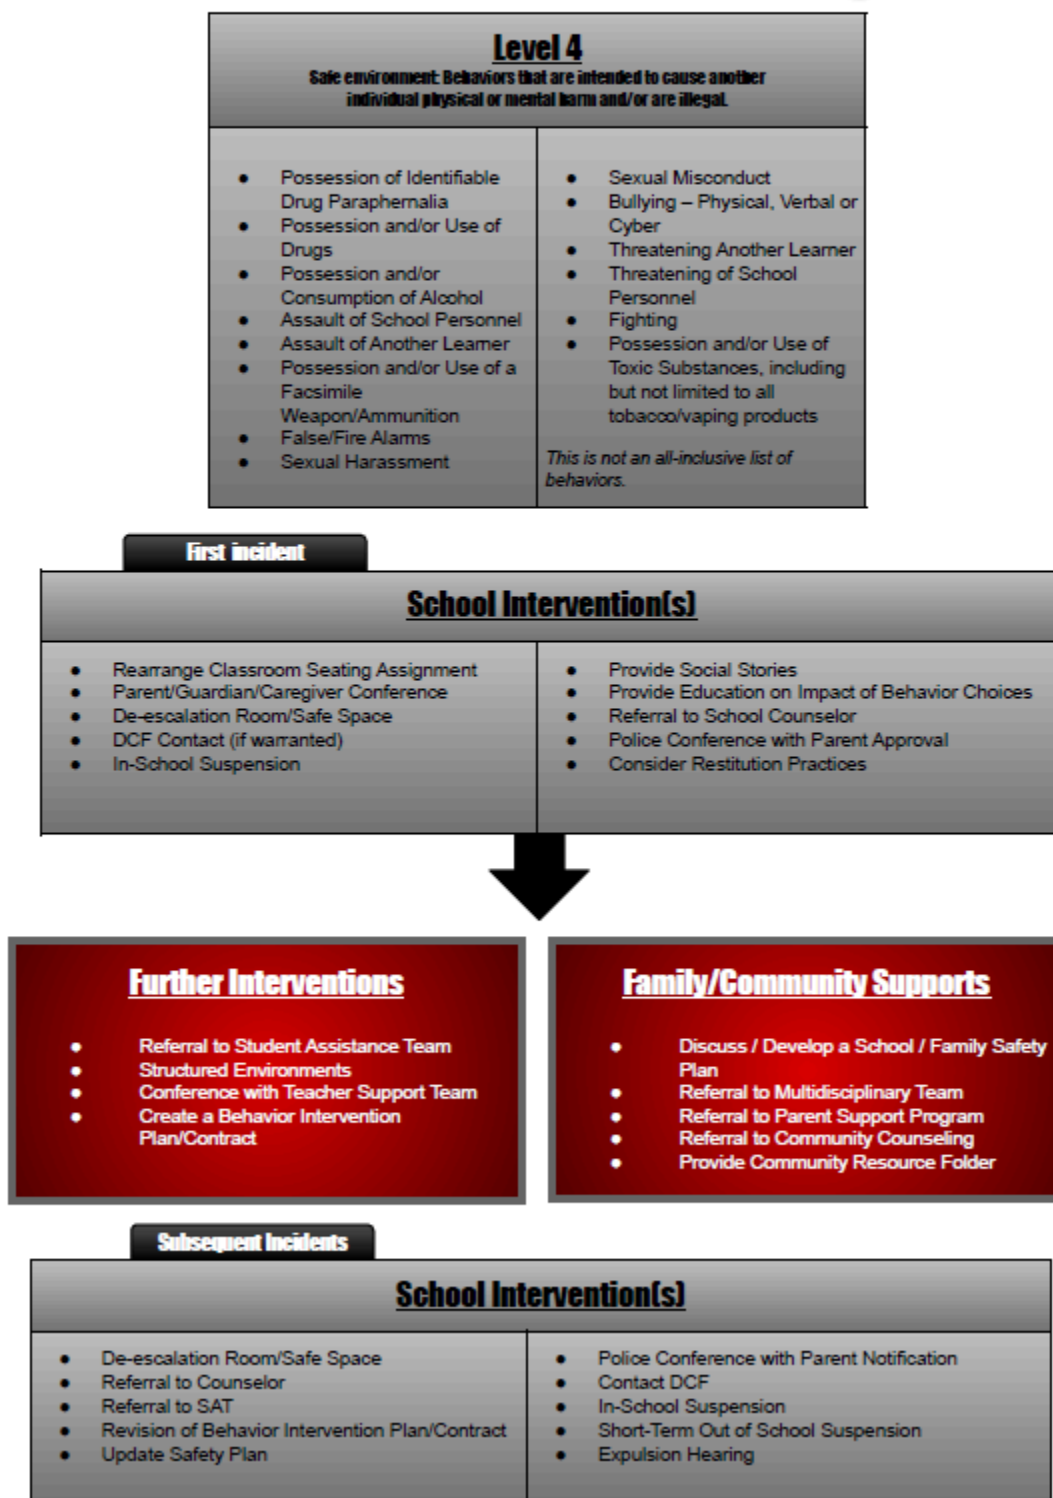 Level 4
Safe environment: Behaviors that are intended to cause another
individual physical or mental harm and/or are illegal.
● Possession of Identifiable
Drug Paraphernalia
● Possession and/or Use of
Drugs
● Possession and/or
Consumption of Alcohol
● Assault of School Personnel
● Assault of Another Learner
● Possession and/or Use of a
Facsimile
Weapon/Ammunition
● False/Fire Alarms
● Sexual Harassment
● Sexual Misconduct
● Bullying – Physical, Verbal or
Cyber
● Threatening Another Learner
● Threatening of School
Personnel
● Fighting
● Possession and/or Use of
Toxic Substances, including
but not limited to all
tobacco/vaping products
This is not an all-inclusive list of
behaviors.
First incident
School Intervention(s)
● Rearrange Classroom Seating Assignment
● Parent/Guardian/Caregiver Conference
● De-escalation Room/Safe Space
● DCF Contact (if warranted)
● In-School Suspension
● Provide Social Stories
● Provide Education on Impact of Behavior Choices
● Referral to School Counselor
● Police Conference with Parent Approval
● Consider Restitution Practices
Further Interventions
● Referral to Student Assistance Team
● Structured Environments
● Conference with Teacher Support Team
● Create a Behavior Intervention
Plan/Contract
Family/Community Supports
● Discuss / Develop a School / Family Safety
Plan
● Referral to Multidisciplinary Team
● Referral to Parent Support Program
● Referral to Community Counseling
● Provide Community Resource Folder
Subsequent Incidents
School Intervention(s)
● De-escalation Room/Safe Space
● Referral to Counselor
● Referral to SAT
● Revision of Behavior Intervention Plan/Contract
● Update Safety Plan
● Police Conference with Parent Notification
● Contact DCF
● In-School Suspension
● Short-Term Out of School Suspension
● Expulsion Hearing